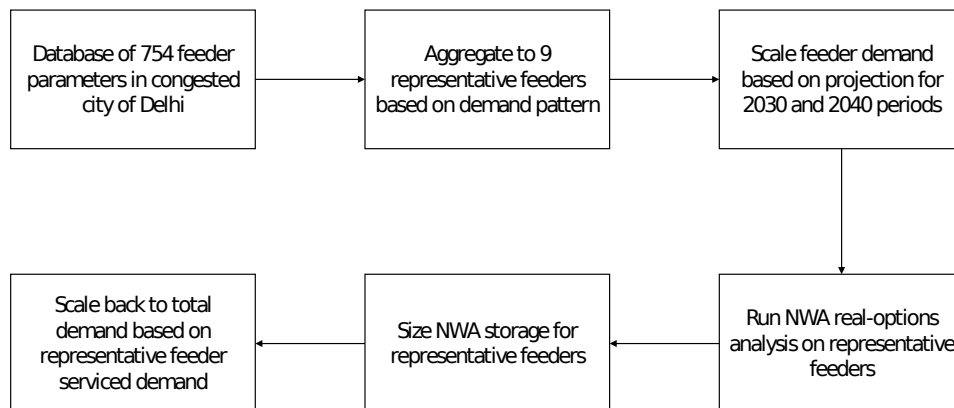 Database of 754 feeder
parameters in congested
city of Delhi
Aggregate to 9
representative feeders
based on demand pattern
Scale feeder demand
based on projection for
2030 and 2040 periods
Run NWA real-options
analysis on representative
feeders
Size NWA storage for
representative feeders
Scale back to total
demand based on
representative feeder
serviced demand